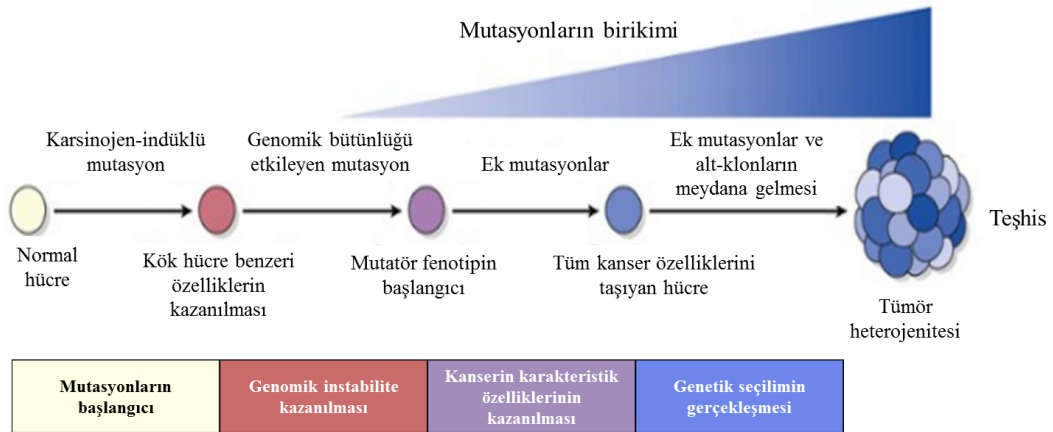 Mutasyonların birikimi
Karsinojen-indüklü
mutasyon
Genomik bütünlüğü
etkileyen mutasyon
Ek mutasyonlar
Ek mutasyonlar ve
alt-klonların
meydana gelmesi
Normal
hücre
Kök hücre benzeri
özelliklerin
kazanılması
Mutatör fenotipin
başlangıcı
Tüm kanser özelliklerini
taşıyan hücre
Tümör
heterojenitesi
Teşhis
Mutasyonların
başlangıcı
Genomik instabilite
kazanılması
Kanserin karakteristik
özelliklerinin
kazanılması
Genetik seçilimin
gerçekleşmesi